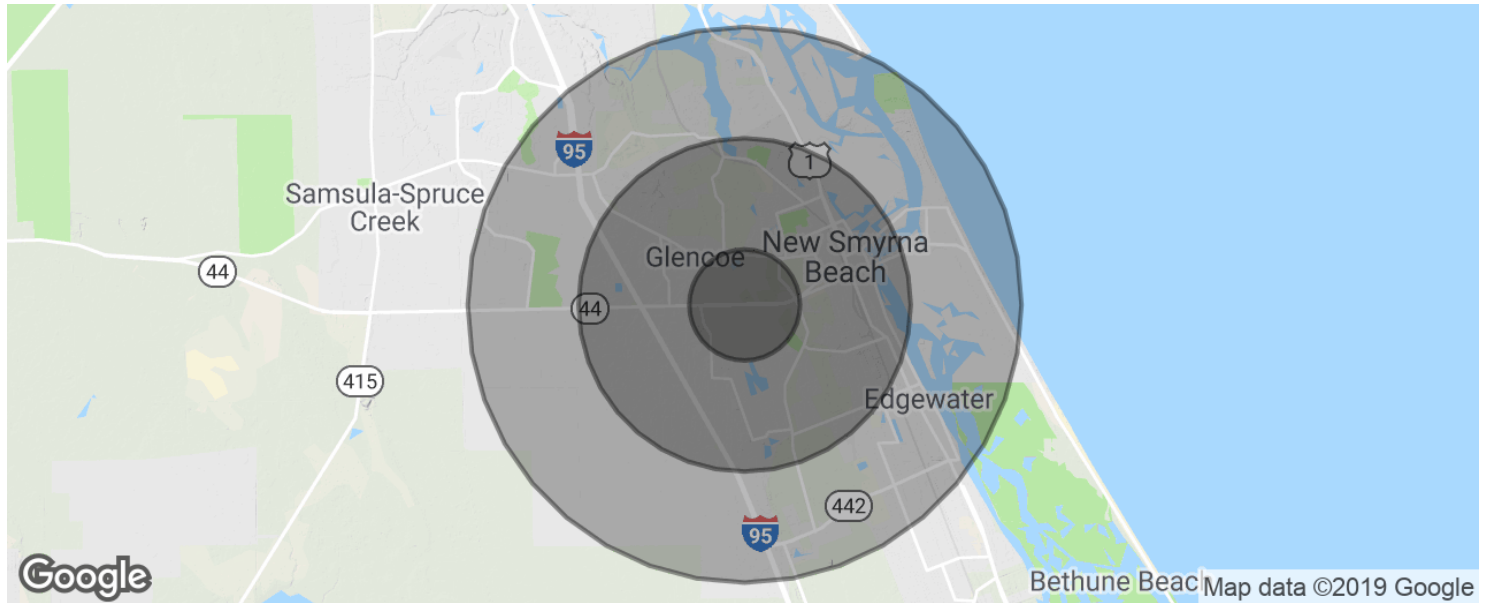 95
1
Samsula-Spruce
Creek
New Smyrna
Beach
Glencoe
44
44
415
Edgewater
442
95
Google
Bethune Beach
Map data ©2019 Google